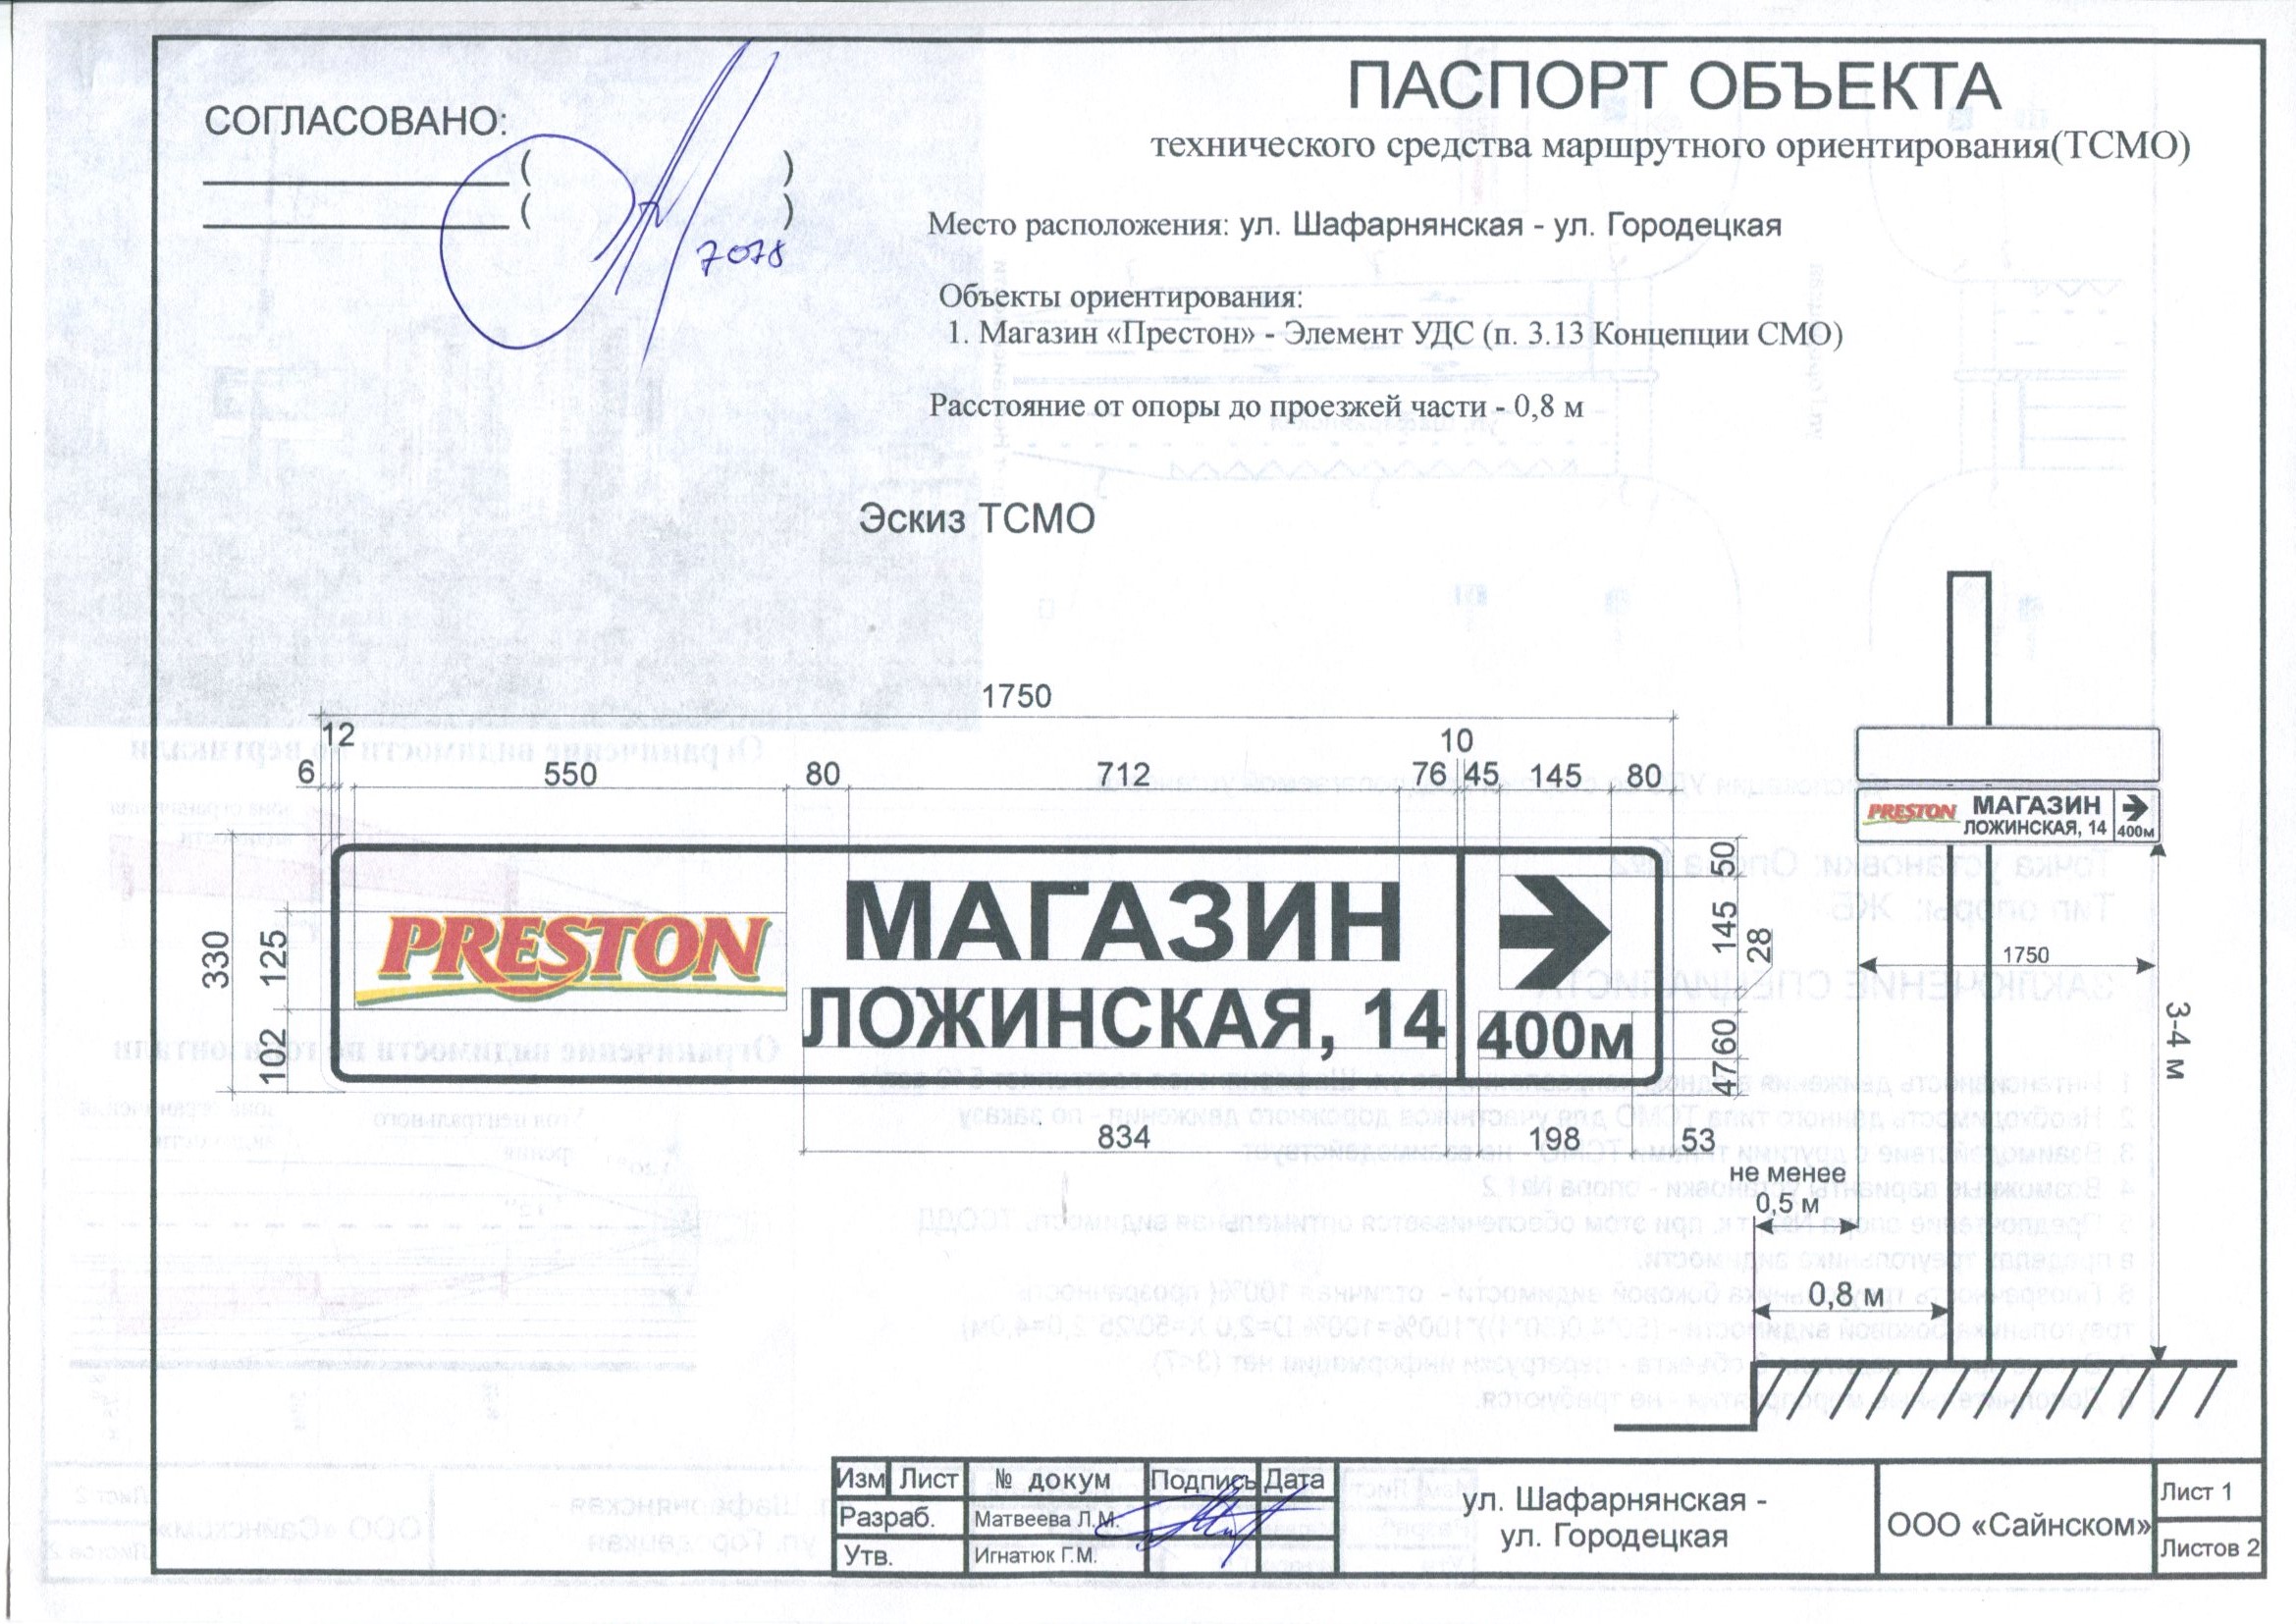 СОГЛАСОВАНО:
( )
( )
7078
ПАСПОРТ ОБЪЕКТА
технического средства маршрутного ориентирования(ТСМО)
Место расположения: ул. Шафарнянская - ул. Городецкая
Объекты ориентирования:
1. Магазин «Престон» - Элемент УДС (п. 3.13 Концепции СМО)
Расстояние от опоры до проезжей части - 0,8 м
Эскиз ТСМО
1750
12
10
6 550 80 712 76 45 145 80
330
125
102
PRESTON
МАГАЗИН
ЛОЖИНСКАЯ, 14
400м
50
145
28
60
47
834 198 53
PRESTON
МАГАЗИН
ЛОЖИНСКАЯ, 14
400м
1750
3-4 м
не менее
0,5 м
0,8 м
Изм Лист № докум Подпись Дата
Разраб. Матвеева Л.М.
Утв. Игнатюк Г.М.
ул. Шафарнянская -
ул. Городецкая
ООО «Сайнском»
Лист 1
Листов 2